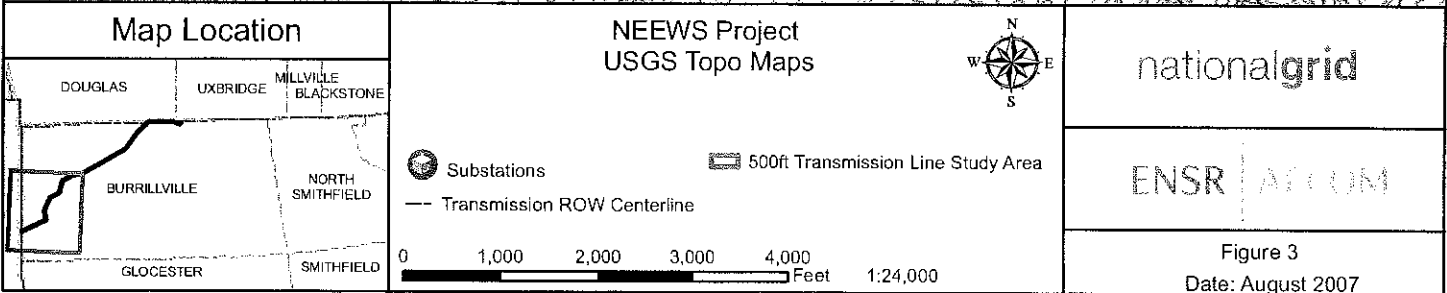 Map Location
DOUGLAS
UXBRIDGE
MILLVILLE
BLACKSTONE
BURRILLVILLE
NORTH
SMITHFIELD
GLOCESTER
SMITHFIELD
NEEWS Project
USGS Topo Maps
N
W
E
S
Substations
500ft Transmission Line Study Area
Transmission ROW Centerline
0 1,000 2,000 3,000 4,000
Feet 1:24,000
nationalgrid
ENSR AECOM
Figure 3
Date: August 2007